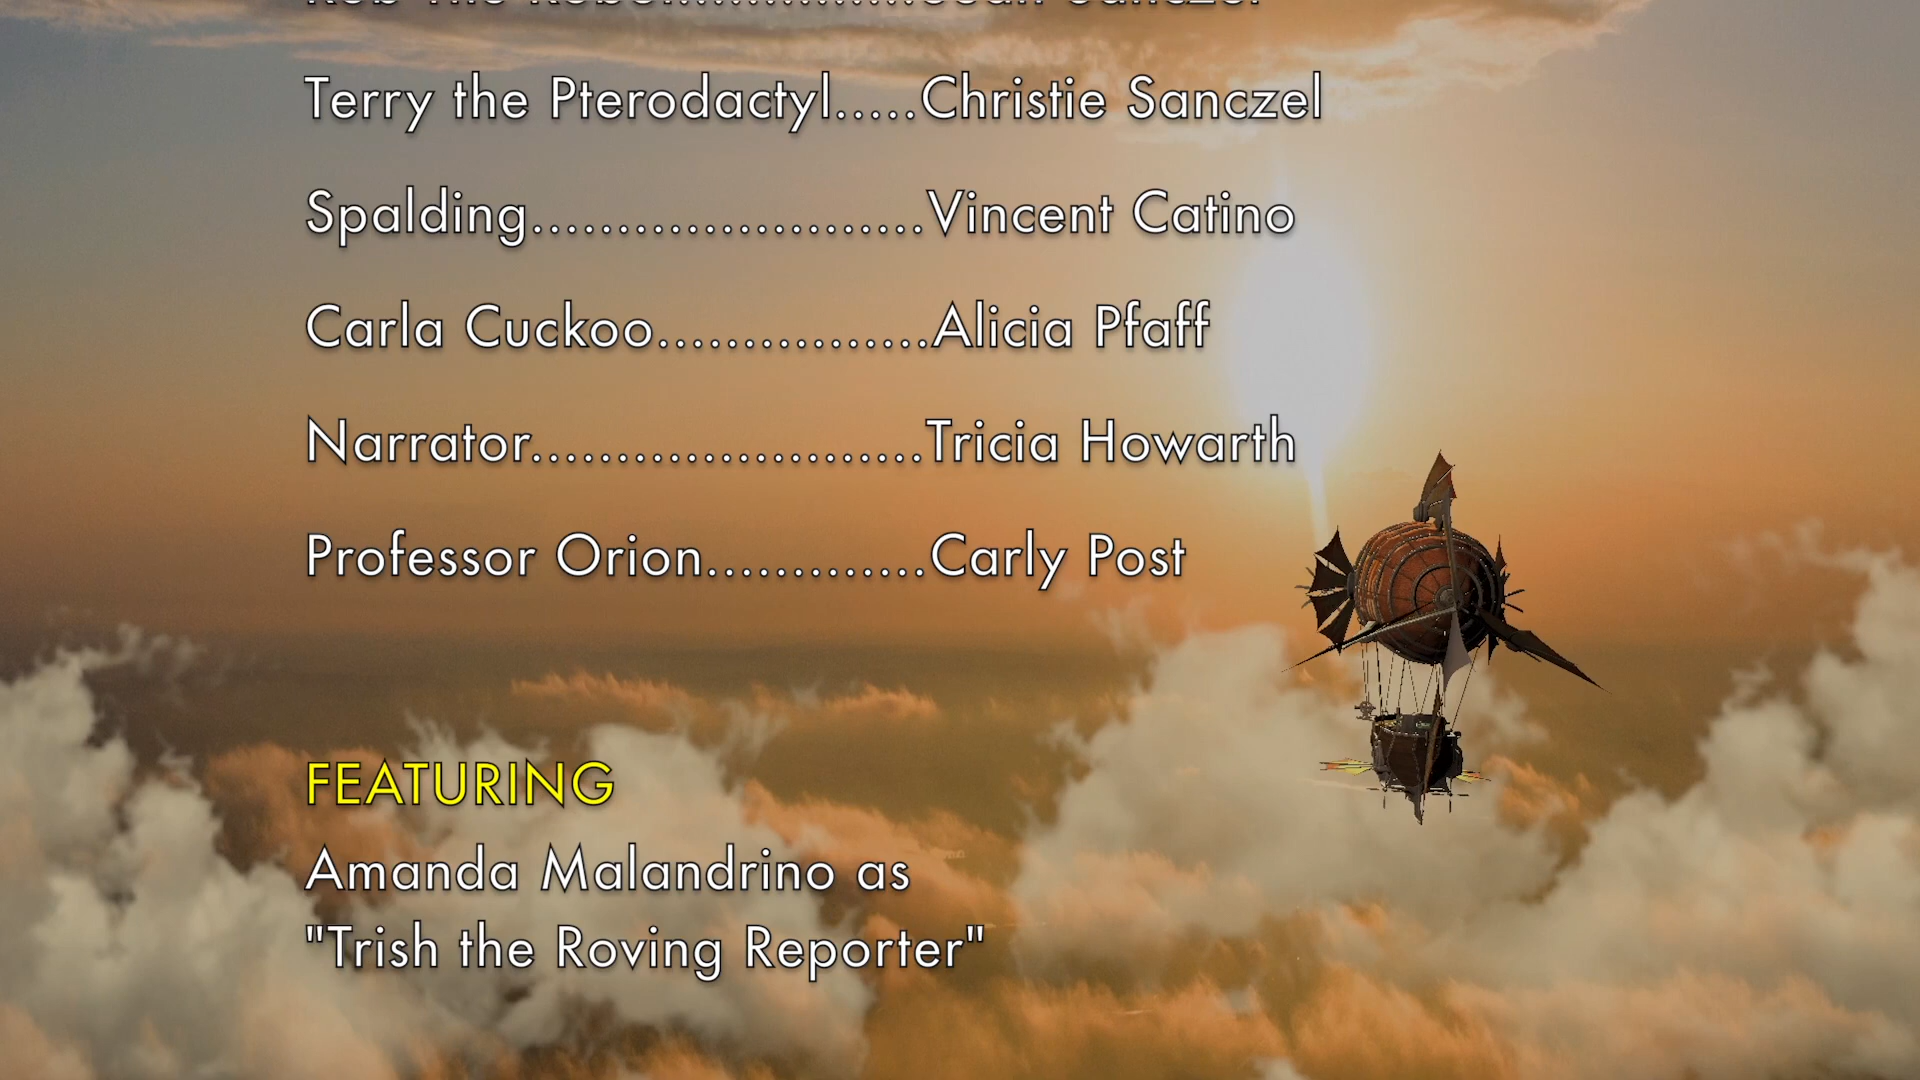 Terry the Pterodactyl.....Christie Sanczel
Spalding.......................Vincent Catino
Carla Cuckoo................Alicia Pfaff
Narrator.......................Tricia Howarth
Professor Orion.............Carly Post
FEATURING
Amanda Malandrino as
"Trish the Roving Reporter"